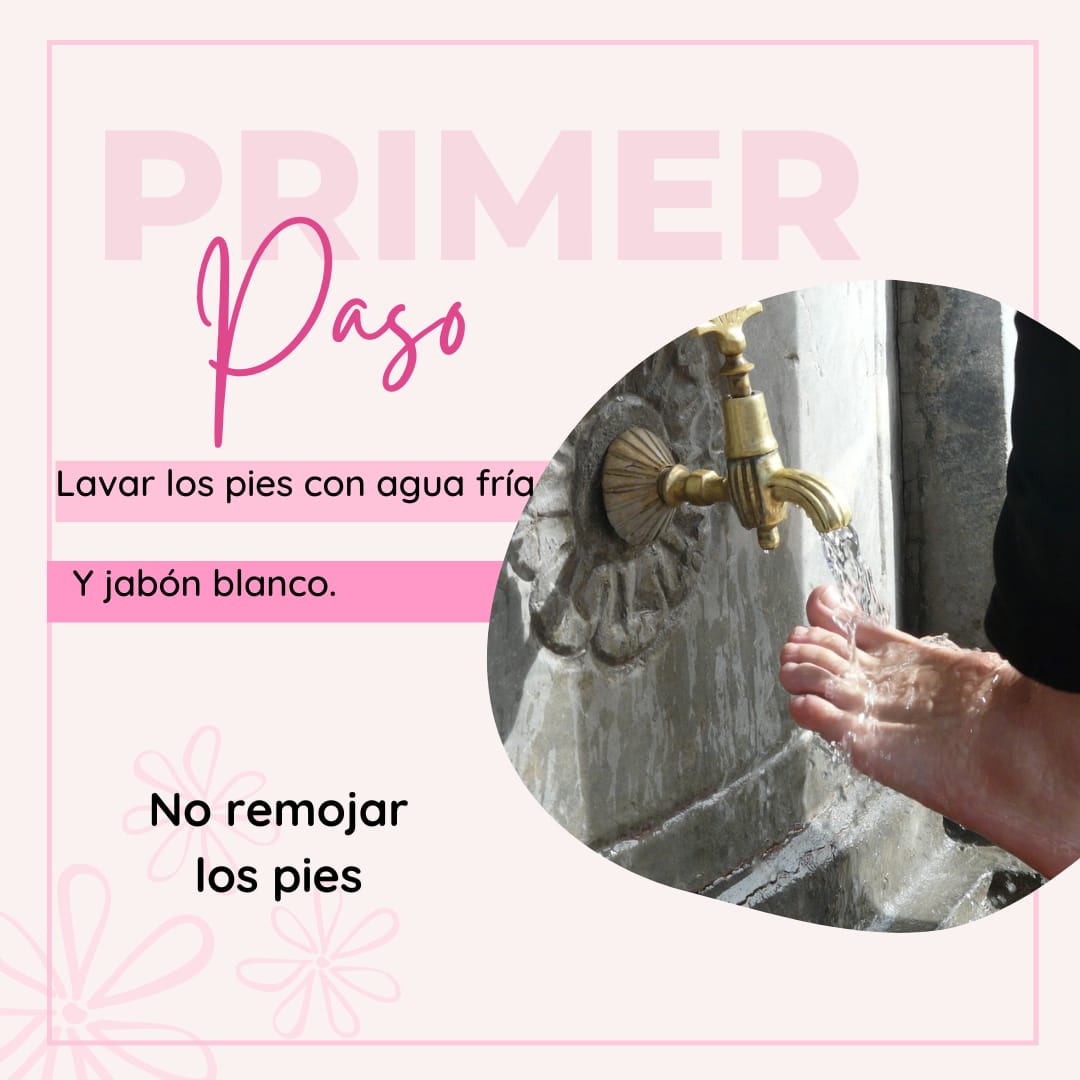 PRIMER
Paso
Lavar los pies con agua fría
Y jabón blanco.
No remojar
los pies